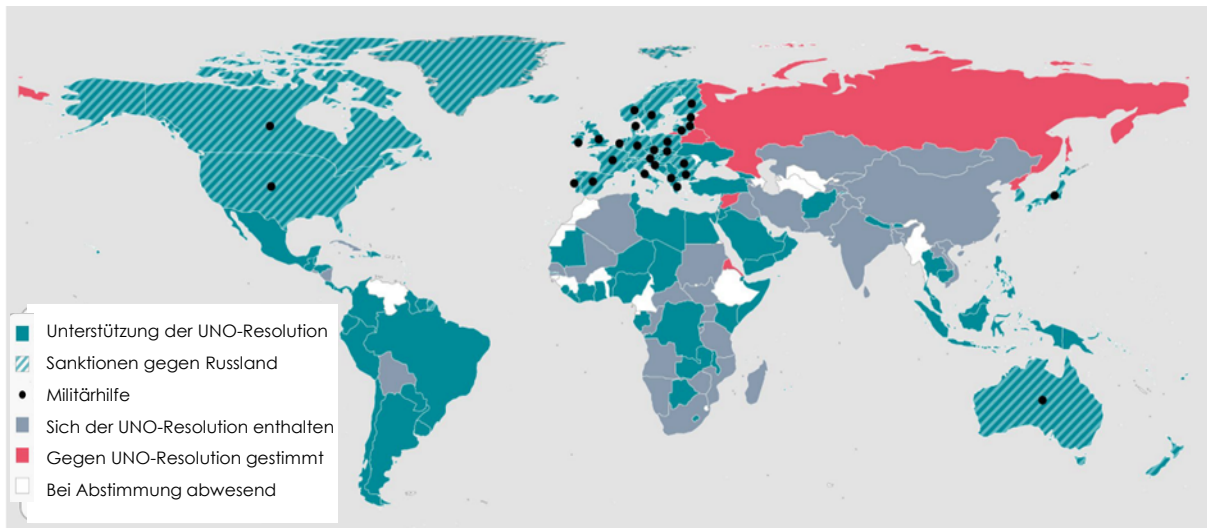 Unterstützung der UNO-Resolution
Sanktionen gegen Russland
Militärhilfe
Sich der UNO-Resolution enthalten
Gegen UNO-Resolution gestimmt
Bei Abstimmung abwesend